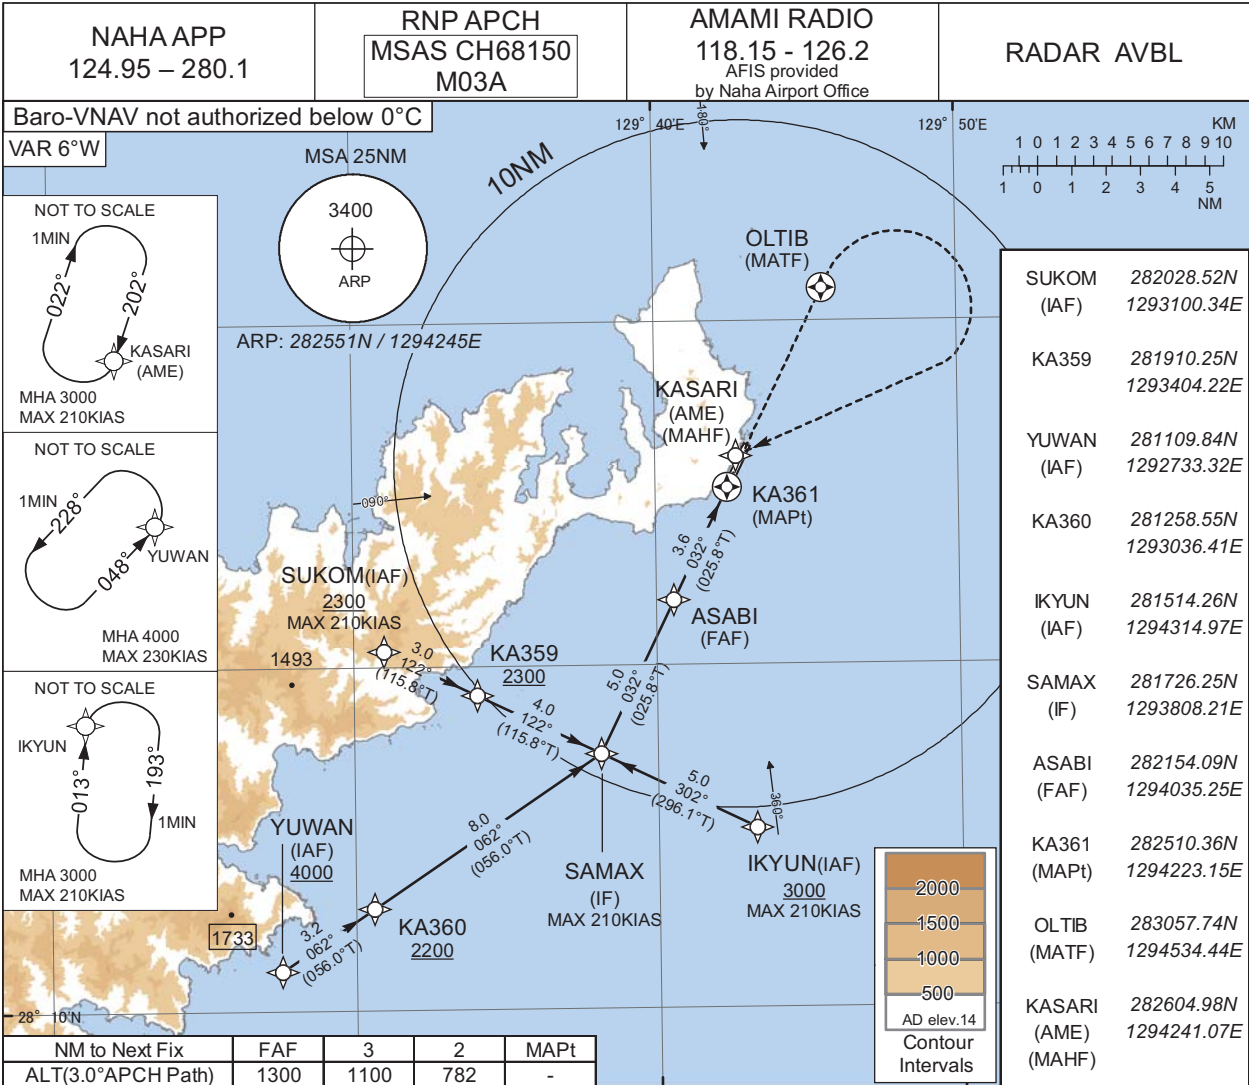 NAHA APP
124.95 – 280.1
RNP APCH
MSAS CH68150
M03A
AMAMI RADIO
118.15 - 126.2
AFIS provided
by Naha Airport Office
RADAR AVBL
Baro-VNAV not authorized below 0°C
VAR 6°W
MSA 25NM
3400
ARP
ARP: 282551N / 1294245E
10NM
129° 40'E
180°
129° 50'E
KM
1 0 1 2 3 4 5 6 7 8 9 10
1 0 1 2 3 4 5
NM
NOT TO SCALE
1MIN
022°
202°
KASARI
(AME)
MHA 3000
MAX 210KIAS
NOT TO SCALE
1MIN
228°
048°
YUWAN
MHA 4000
MAX 230KIAS
NOT TO SCALE
IKYUN
013°
193°
1MIN
MHA 3000
MAX 210KIAS
OLTIB
(MATF)
KASARI
(AME)
(MAHF)
KA361
(MAPt)
3.6
032°
(025.8°T)
090°
ASABI
(FAF)
5.0
032°
(025.8°T)
SUKOM(IAF)
2300
MAX 210KIAS
1493
3.0
122°
(115.8°T)
KA359
2300
4.0
122°
(115.8°T)
5.0
302°
(296.1°T)
360°
IKYUN(IAF)
3000
MAX 210KIAS
SAMAX
(IF)
MAX 210KIAS
8.0
062°
(056.0°T)
YUWAN
(IAF)
4000
KA360
2200
3.2
062°
(056.0°T)
1733
28° 10'N
SUKOM 282028.52N
(IAF) 1293100.34E
KA359 281910.25N
1293404.22E
YUWAN 281109.84N
(IAF) 1292733.32E
KA360 281258.55N
1293036.41E
IKYUN 281514.26N
(IAF) 1294314.97E
SAMAX 281726.25N
(IF) 1293808.21E
ASABI 282154.09N
(FAF) 1294035.25E
KA361 282510.36N
(MAPt) 1294223.15E
OLTIB 283057.74N
(MATF) 1294534.44E
KASARI 282604.98N
(AME) 1294241.07E
(MAHF)
2000
1500
1000
500
AD elev.14
Contour
Intervals
NM to Next Fix FAF 3 2 MAPt
ALT(3.0°APCH Path) 1300 1100 782 -